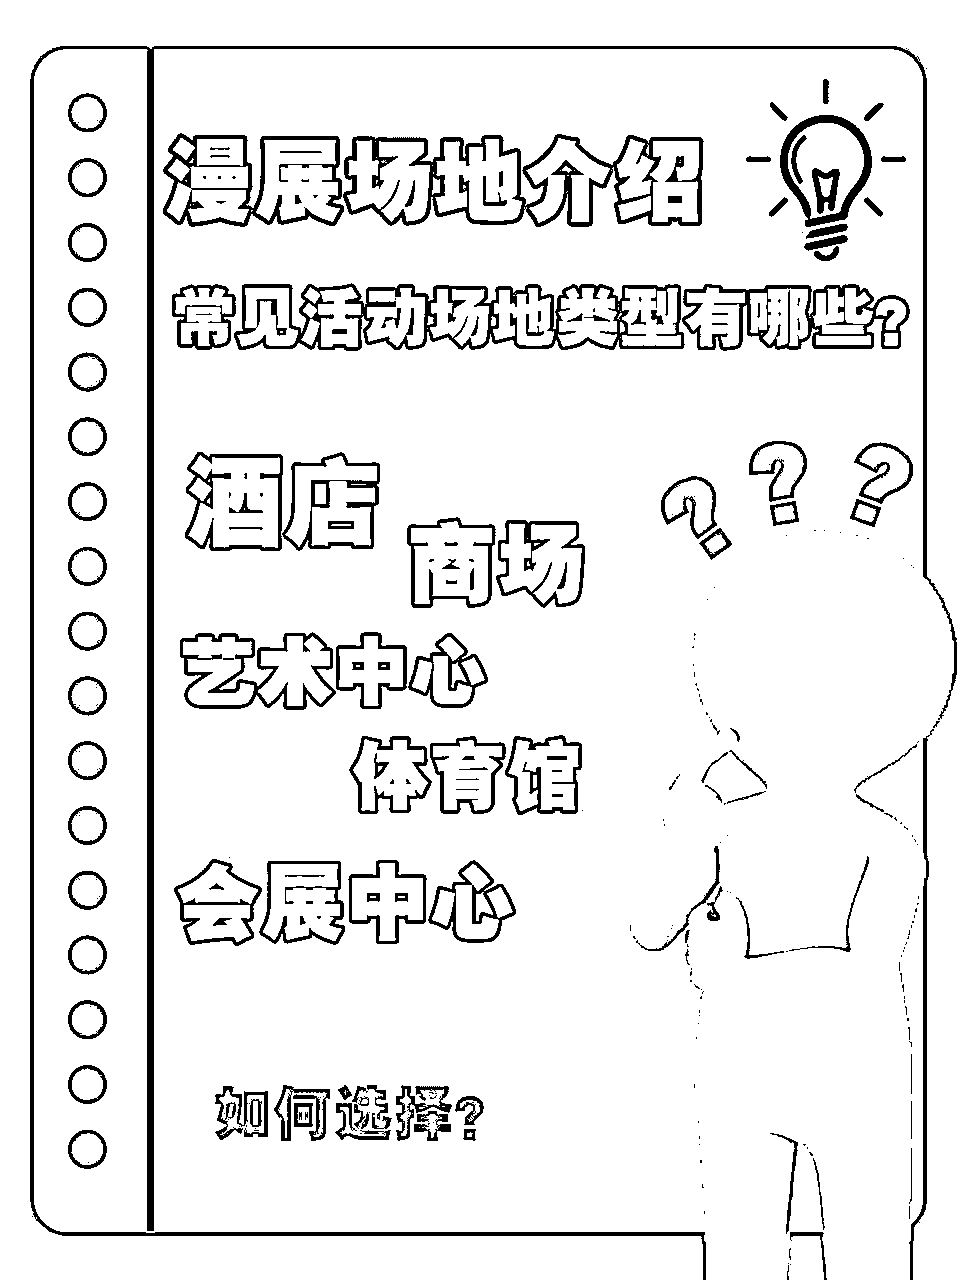 漫展场地介绍
常见活动场地类型有哪些?
? ? ?
酒店
商场
艺术中心
体育馆
会展中心
如何选择?